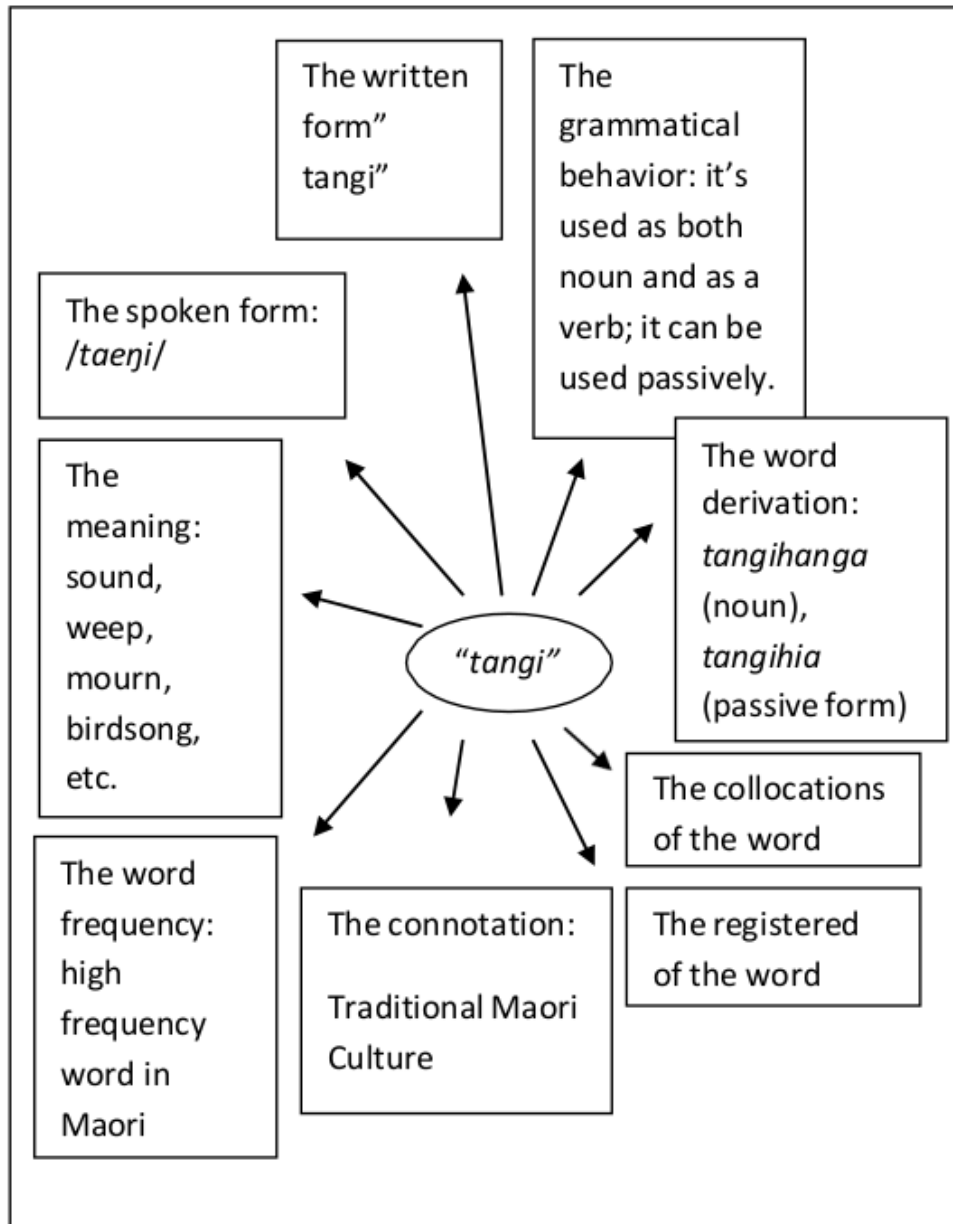 The written
form”
tangi”
The
grammatical
behavior: it’s
used as both
noun and as a
verb; it can be
used passively.
The spoken form:
/taeŋi/
The
meaning:
sound,
weep,
mourn,
birdsong,
etc.
The word
derivation:
tangihanga
(noun),
tangihia
(passive form)
“tangi”
The collocations
of the word
The word
frequency:
high
frequency
word in
Maori
The connotation:
Traditional Maori
Culture
The registered
of the word